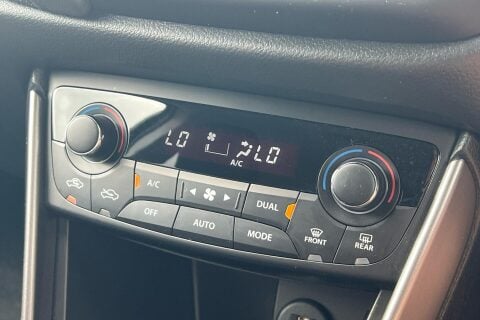 LO LO
A/C
A/C DUAL
OFF AUTO MODE
FRONT REAR